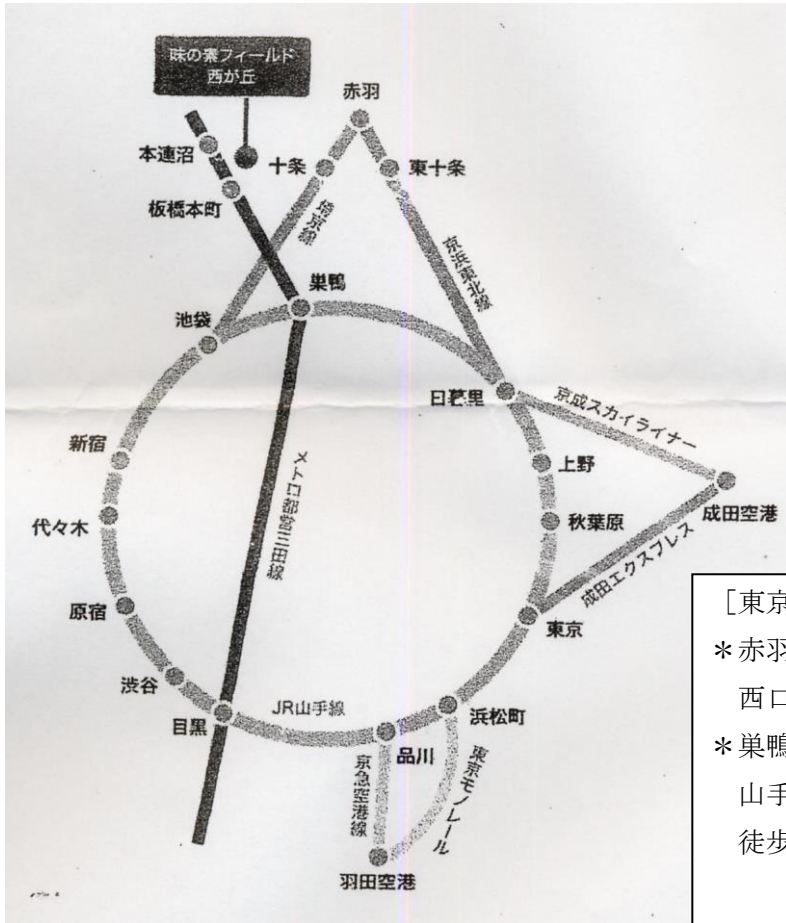 味の素フィールド
西が丘
赤羽
本蓮沼
十条
東十条
板橋本町
埼京線
京浜東北線
巣鴨
池袋
日暮里
京成スカイライナー
新宿
メトロ都営三田線
上野
成田空港
代々木
秋葉原
成田エクスプレス
原宿
東京
渋谷
JR山手線
浜松町
目黒
品川
京急空港線
東京モノレール
羽田空港
[東京
*赤羽
西口
*巣鴨
山手
徒歩